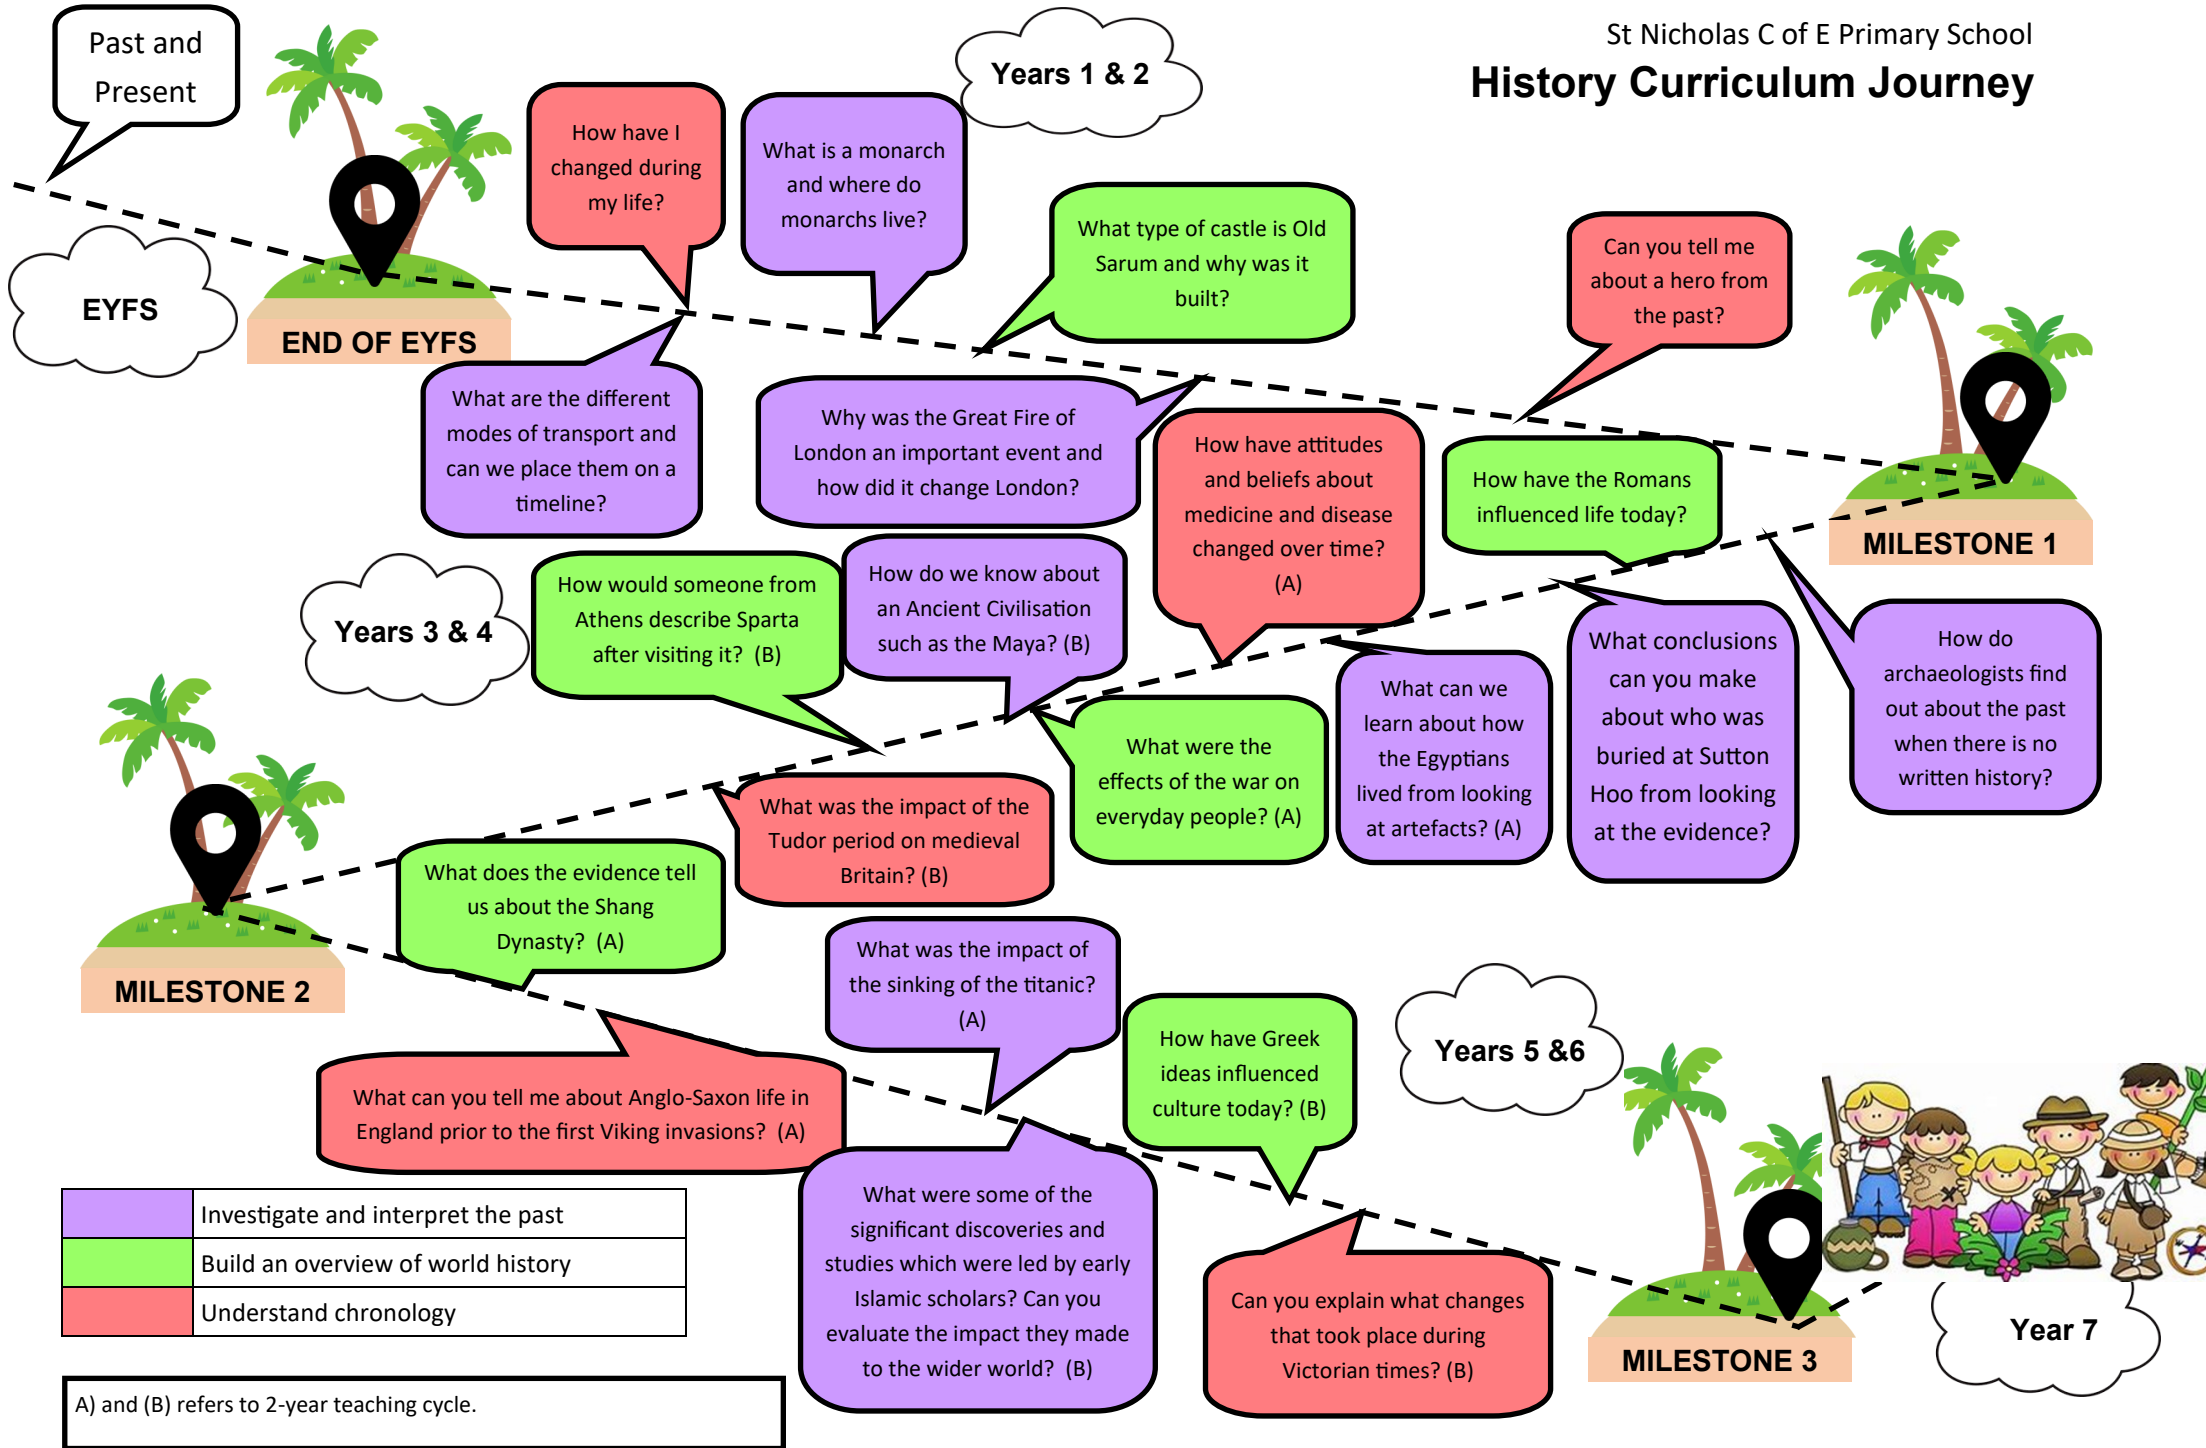 St Nicholas C of E Primary School
History Curriculum Journey
Past and
Present
EYFS
END OF EYFS
Years 1 & 2
How have I
changed during
my life?
What is a monarch
and where do
monarchs live?
What type of castle is Old
Sarum and why was it
built?
Can you tell me
about a hero from
the past?
What are the different
modes of transport and
can we place them on a
timeline?
Why was the Great Fire of
London an important event and
how did it change London?
MILESTONE 1
How have attitudes
and beliefs about
medicine and disease
changed over time?
(A)
How have the Romans
influenced life today?
Years 3 & 4
How would someone from
Athens describe Sparta
after visiting it?  (B)
How do we know about
an Ancient Civilisation
such as the Maya? (B)
What were the
effects of the war on
everyday people? (A)
What can we
learn about how
the Egyptians
lived from looking
at artefacts? (A)
What conclusions
can you make
about who was
buried at Sutton
Hoo from looking
at the evidence?
How do
archaeologists find
out about the past
when there is no
written history?
What was the impact of the
Tudor period on medieval
Britain? (B)
MILESTONE 2
What does the evidence tell
us about the Shang
Dynasty?  (A)
What was the impact of
the sinking of the titanic?
(A)
How have Greek
ideas influenced
culture today? (B)
Years 5 &6
What can you tell me about Anglo-Saxon life in
England prior to the first Viking invasions?  (A)
What were some of the
significant discoveries and
studies which were led by early
Islamic scholars? Can you
evaluate the impact they made
to the wider world?  (B)
Can you explain what changes
that took place during
Victorian times? (B)
MILESTONE 3
Year 7
Investigate and interpret the past
Build an overview of world history
Understand chronology
A) and (B) refers to 2-year teaching cycle.